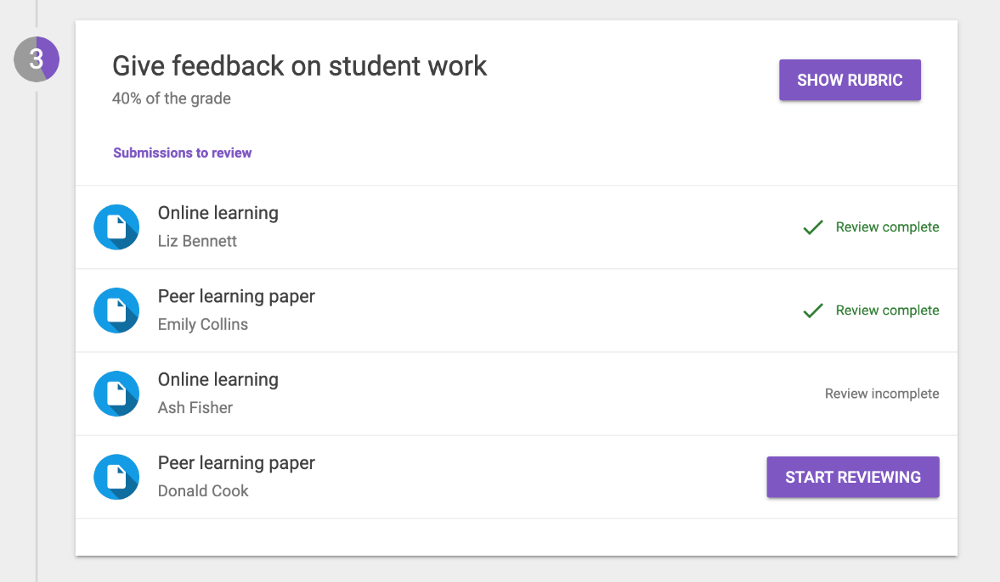 3
Give feedback on student work
40% of the grade
SHOW RUBRIC
Submissions to review
Online learning
Liz Bennett
Review complete
Peer learning paper
Emily Collins
Review complete
Online learning
Ash Fisher
Review incomplete
Peer learning paper
Donald Cook
START REVIEWING